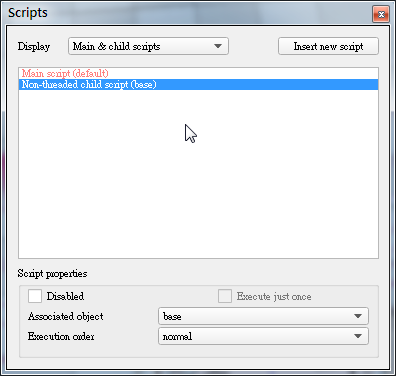 Scripts
Display
Main & child scripts
Insert new script
Main script (default)
Non-threaded child script (base)
Script properties
Disabled
Execute just once
Associated object
base
Execution order
normal